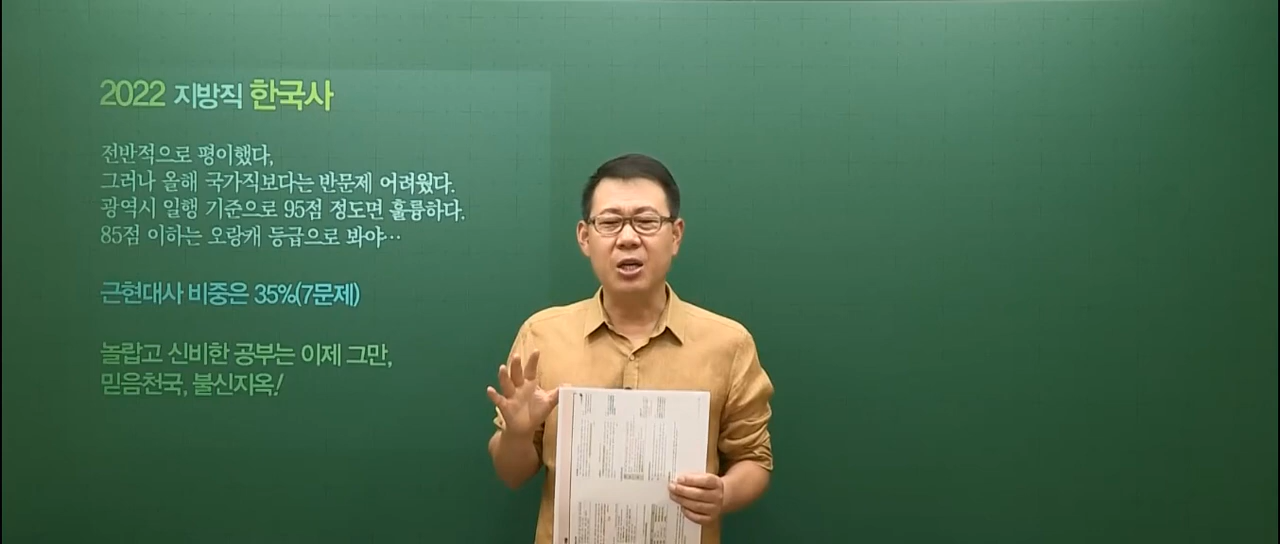 2022 지방직 한국사
전반적으로 평이했다,
그러나 올해 국가직보다는 반문제 어려웠다.
광역시 일행 기준으로 95점 정도면 훌륭하다.
85점 이하는 오랑캐 등급으로 봐야…
근현대사 비중은 35%(7문제)
놀랍고 신비한 공부는 이제 그만,
믿음천국, 불신지옥!